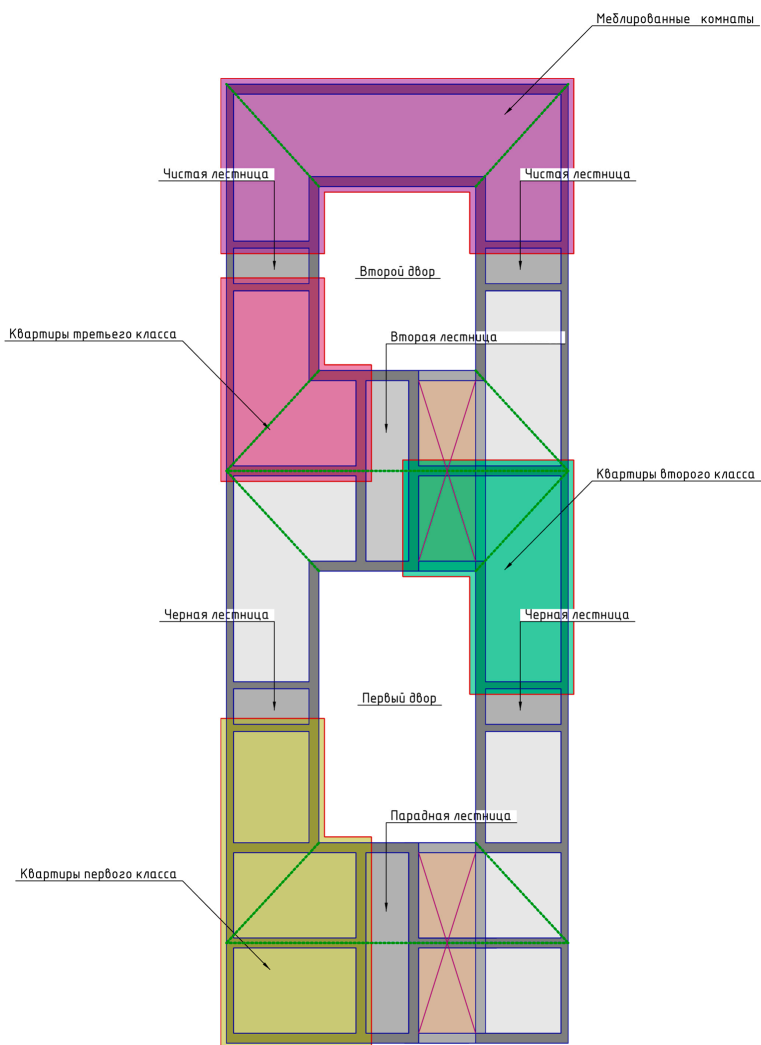 Меблированные комнаты
Чистая лестница
Чистая лестница
Второй двор
Квартиры третьего класса
Вторая лестница
Квартиры второго класса
Черная лестница
Черная лестница
Первый двор
Парадная лестница
Квартиры первого класса